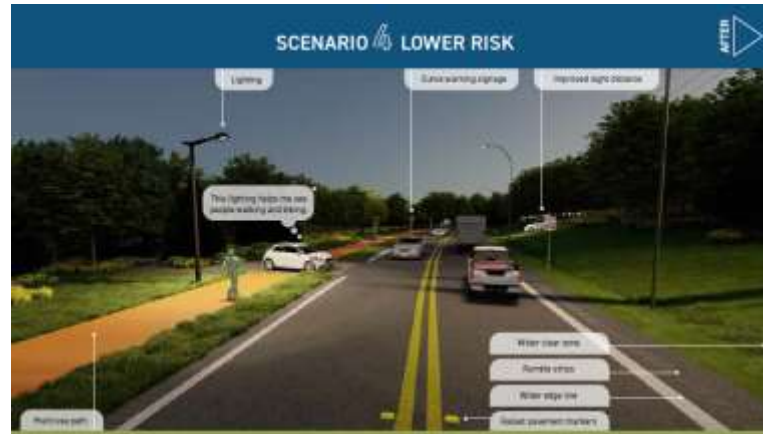 SCENARIO 4 LOWER RISK
AFTER
Lighting
Curve warning signage
Improved sight distance
This lighting helps me see
people walking and biking.
Wider clear zone
Rumble strips
Wider edge line
Raised pavement markers
Multi-use path